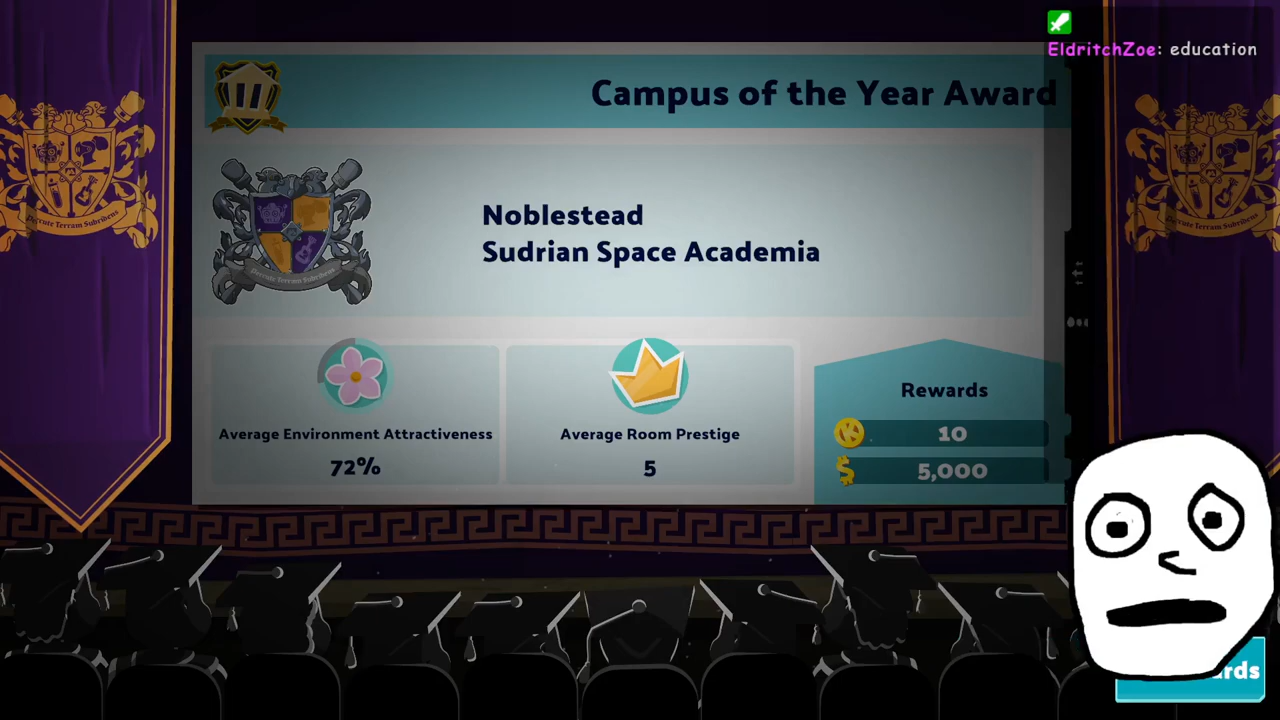 EldritchZoe: education
Campus of the Year Award
Noblestead
Sudrian Space Academia
Average Environment Attractiveness
72%
Average Room Prestige
5
Rewards
K 10
$ 5,000